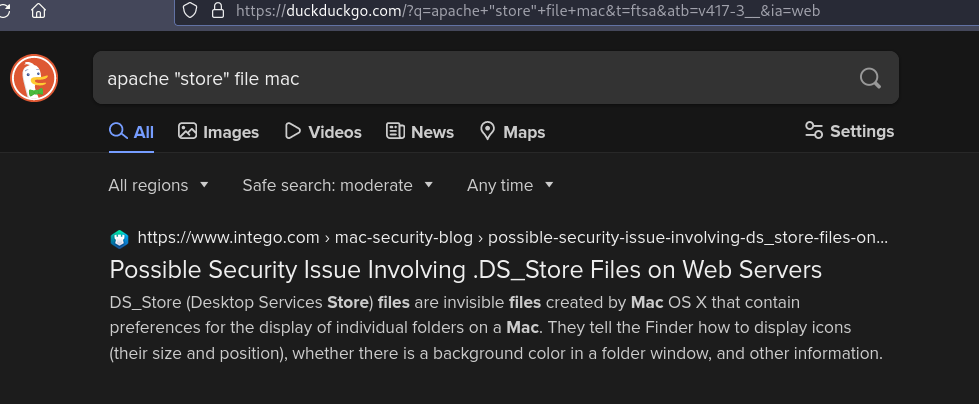 https://duckduckgo.com/?q=apache+"store"+file+mac&t=ftsa&atb=v417-3__&ia=web
apache "store" file mac
All Images Videos News Maps Settings
All regions Safe search: moderate Any time
https://www.intego.com › mac-security-blog › possible-security-issue-involving-ds_store-files-on...
Possible Security Issue Involving .DS_Store Files on Web Servers
DS_Store (Desktop Services Store) files are invisible files created by Mac OS X that contain
preferences for the display of individual folders on a Mac. They tell the Finder how to display icons
(their size and position), whether there is a background color in a folder window, and other information.